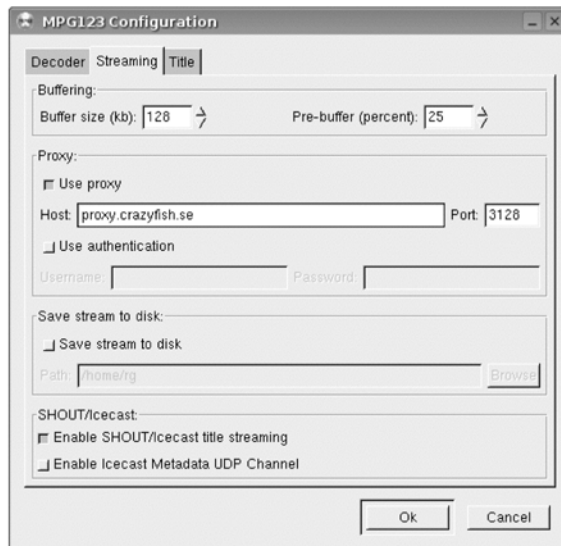 MPG123 Configuration
Decoder Streaming Title
Buffering:
Buffer size (kb): 128 Pre-buffer (percent): 25
Proxy:
Use proxy
Host: proxy.crazyfish.se Port: 3128
Use authentication
Username: Password:
Save stream to disk:
Save stream to disk
Path: /home/rg Browse
SHOUT/Icecast:
Enable SHOUT/Icecast title streaming
Enable Icecast Metadata UDP Channel
Ok Cancel